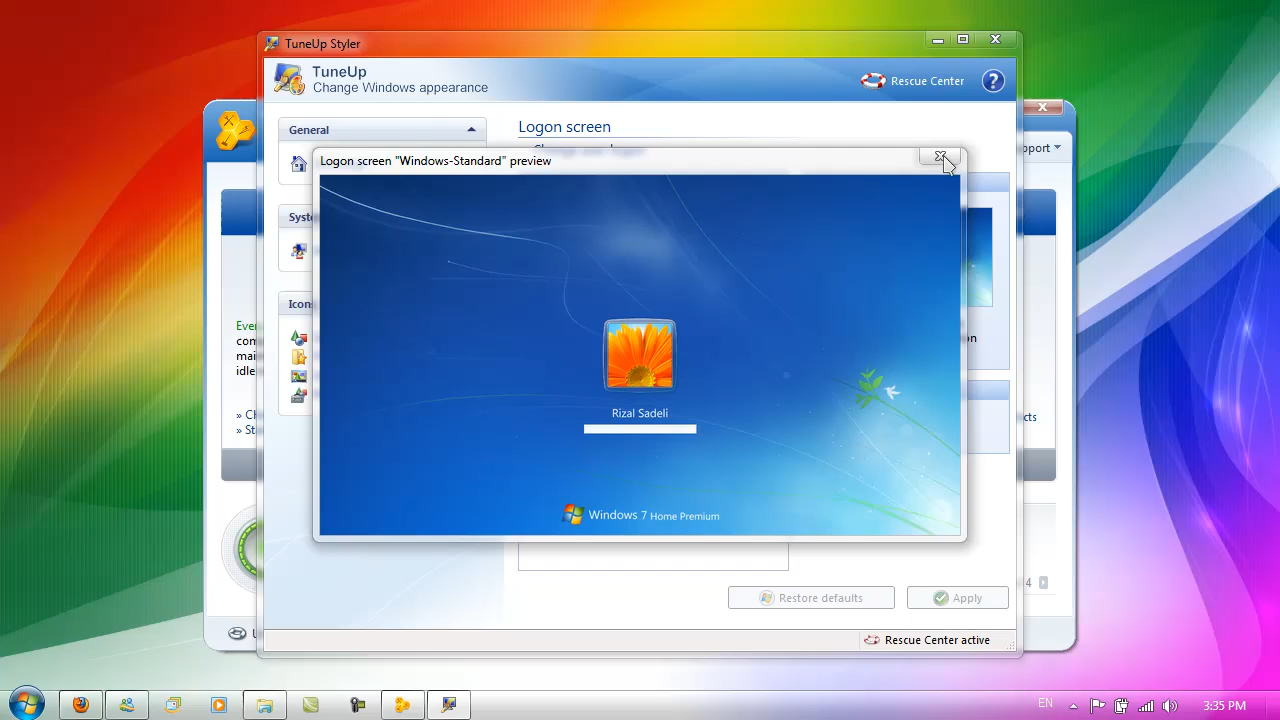 TuneUp Styler
TuneUp
Change Windows appearance
Rescue Center
?
General
Logon screen
Logon screen "Windows-Standard" preview
Rizal Sadeli
Windows 7 Home Premium
Restore defaults
Apply
Rescue Center active
4
EN
3:35 PM